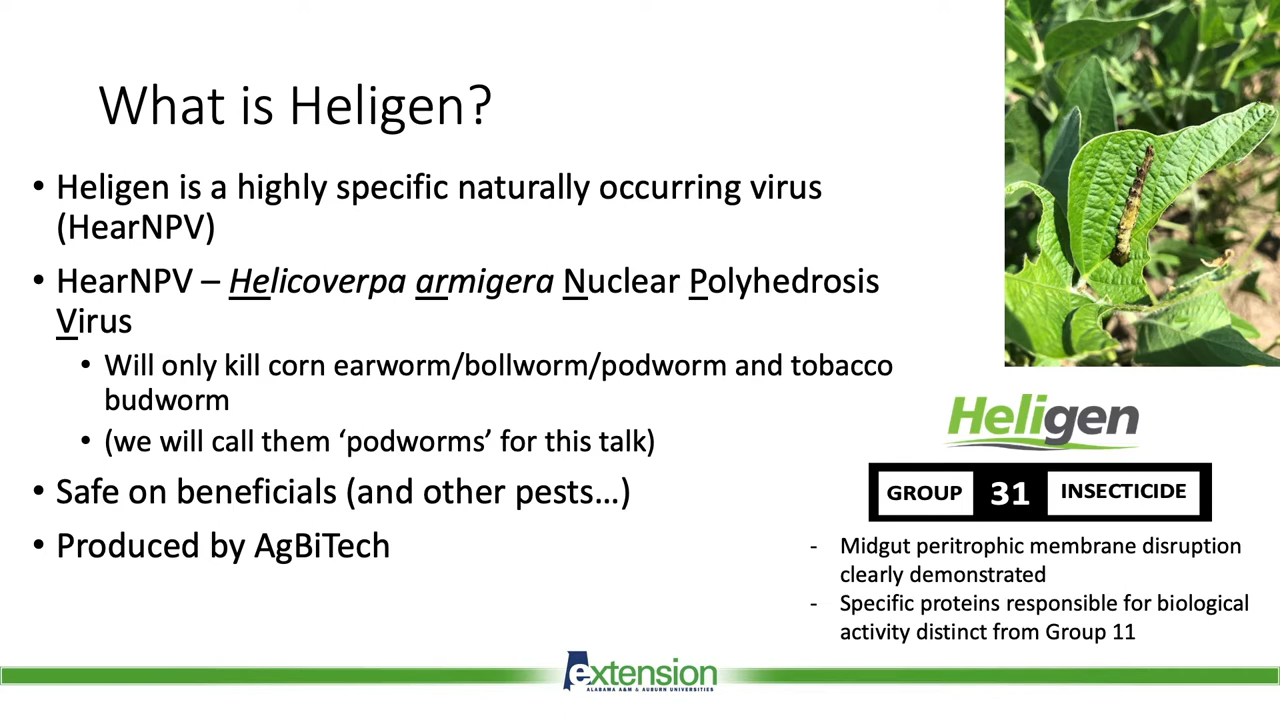 What is Heligen?
• Heligen is a highly specific naturally occurring virus
(HearNPV)
• HearNPV – Helicoverpa armigera Nuclear Polyhedrosis
Virus
• Will only kill corn earworm/bollworm/podworm and tobacco
budworm
• (we will call them ‘podworms’ for this talk)
• Safe on beneficials (and other pests…)
• Produced by AgBiTech
Heligen
GROUP 31 INSECTICIDE
- Midgut peritrophic membrane disruption
clearly demonstrated
- Specific proteins responsible for biological
activity distinct from Group 11
extension
ALABAMA A&M & AUBURN UNIVERSITIES